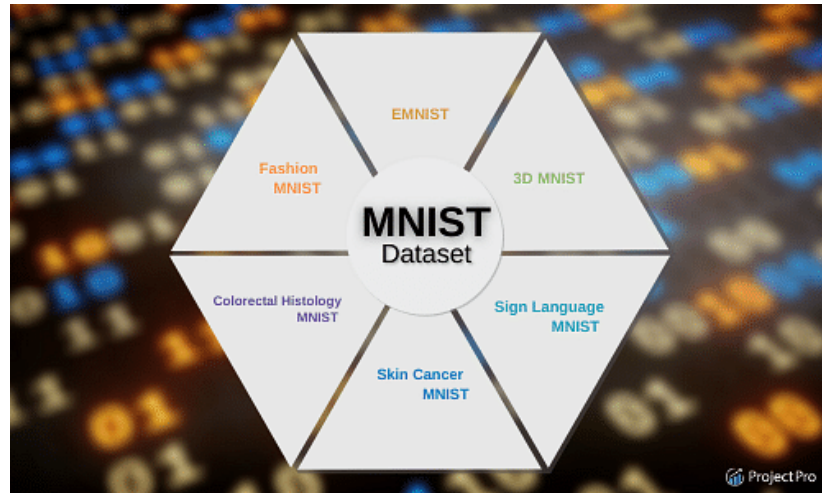 EMNIST
Fashion
MNIST
3D MNIST
MNIST
Dataset
Colorectal Histology
MNIST
Sign Language
MNIST
Skin Cancer
MNIST
ProjectPro